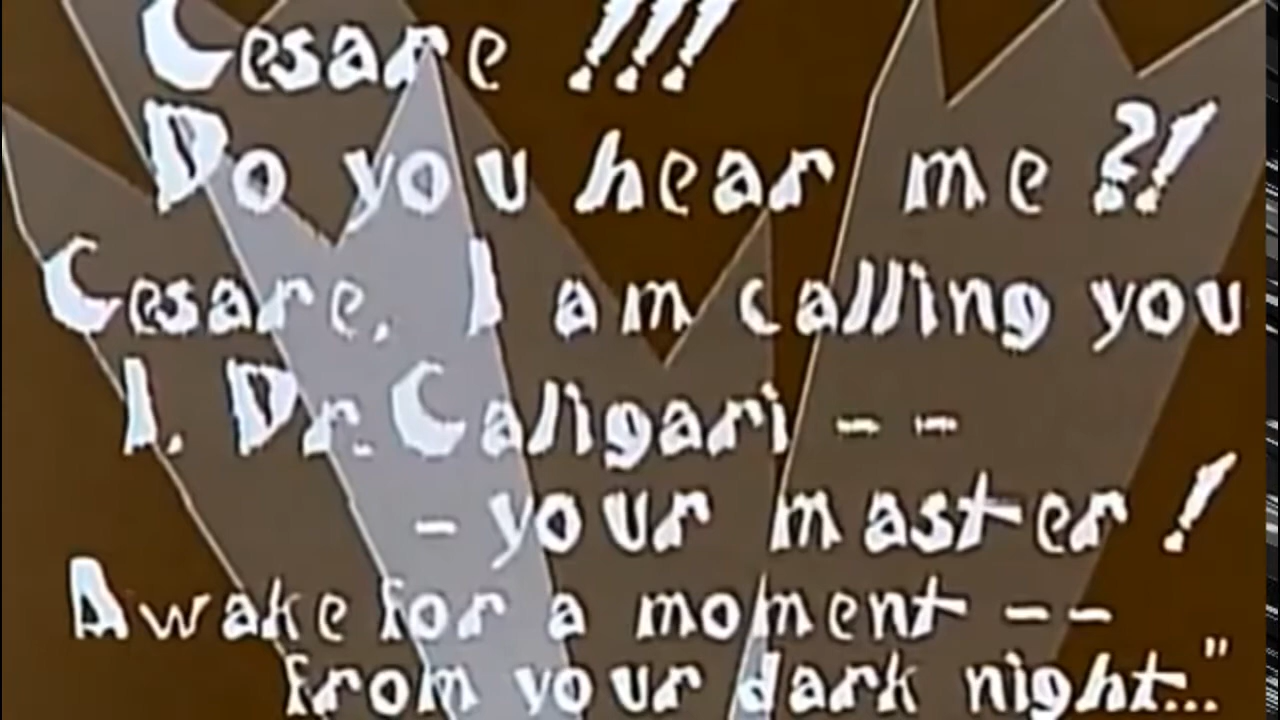 Cesare !!!
Do you hear me ?!
Cesare, I am calling you
I, Dr. Caligari --
- your master !
Awake for a moment --
from your dark night..."